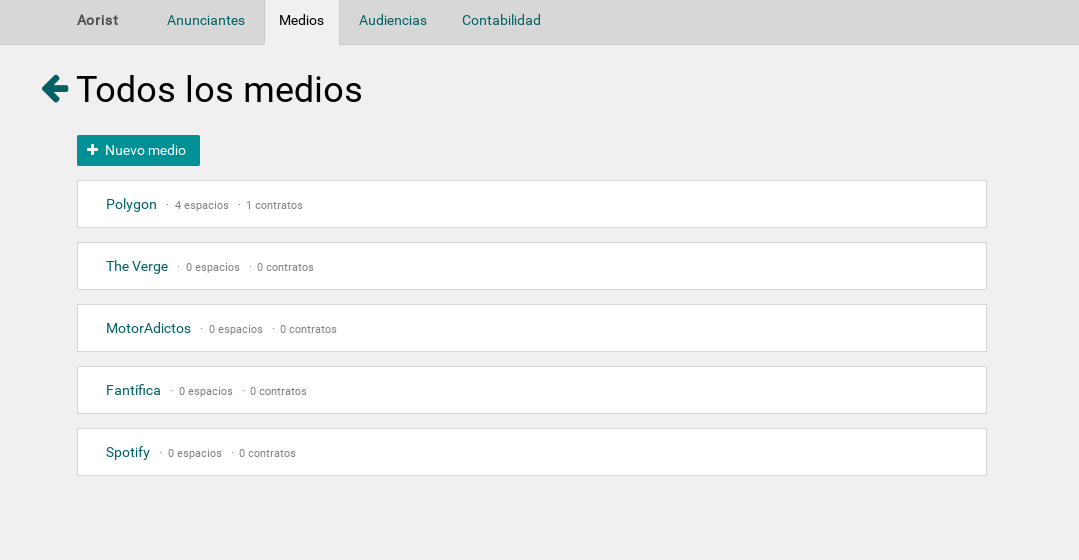 Aorist Anunciantes Medios Audiencias Contabilidad
Todos los medios
Nuevo medio
Polygon · 4 espacios · 1 contratos
The Verge · 0 espacios · 0 contratos
MotorAdictos · 0 espacios · 0 contratos
Fantífica · 0 espacios · 0 contratos
Spotify · 0 espacios · 0 contratos